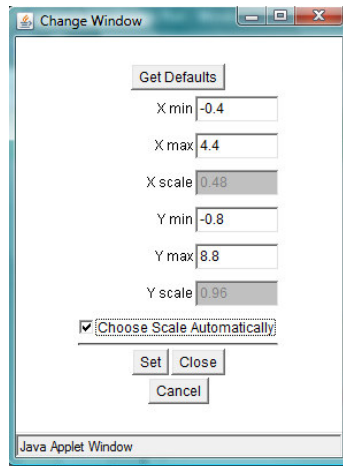 Change Window
Get Defaults
X min -0.4
X max 4.4
X scale 0.48
Y min -0.8
Y max 8.8
Y scale 0.96
Choose Scale Automatically
Set Close
Cancel
Java Applet Window